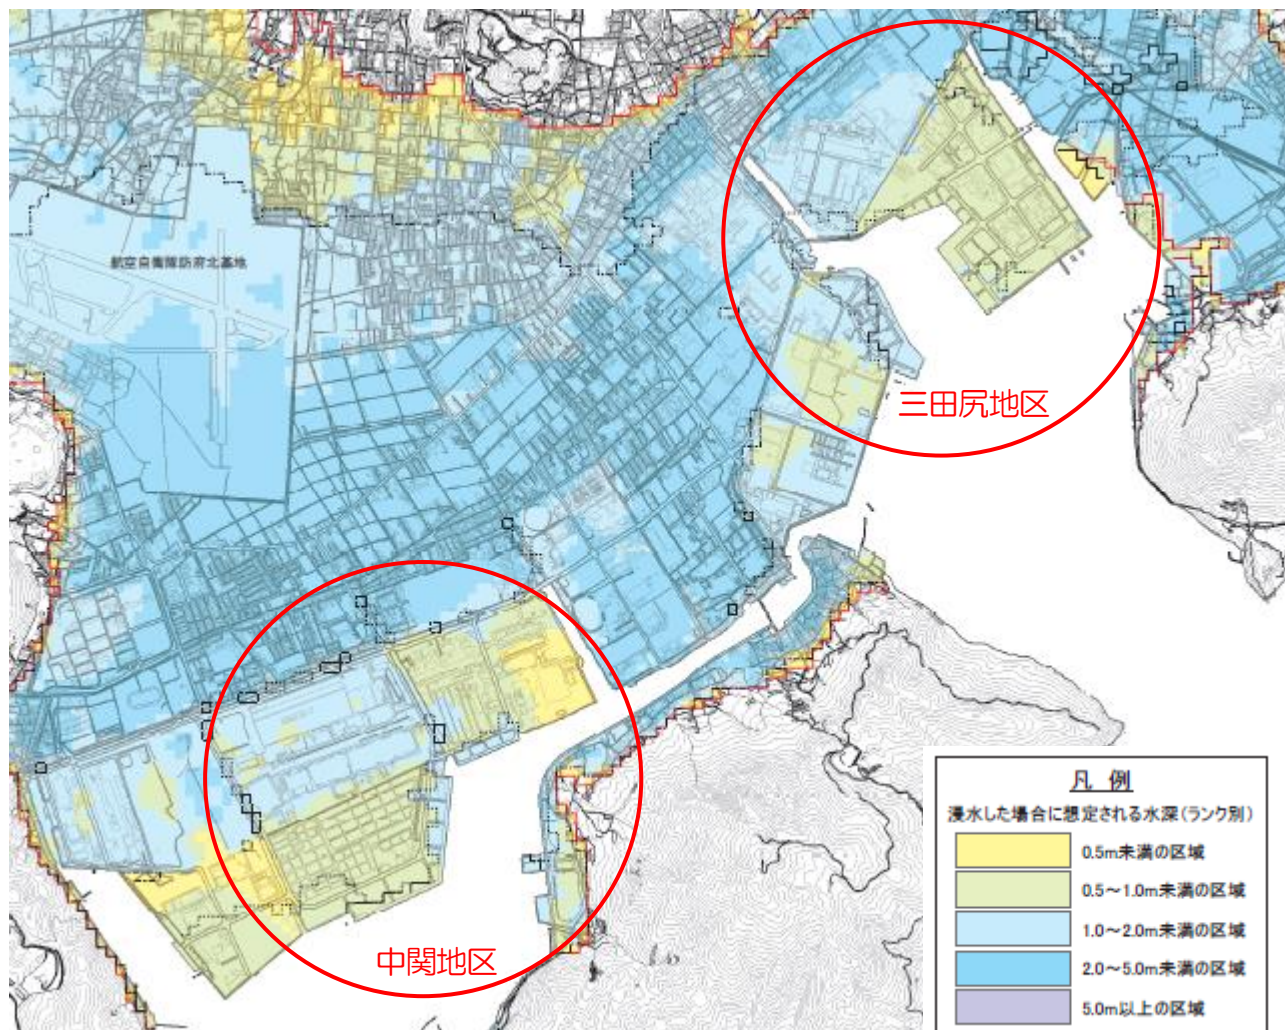 航空自衛隊防府北基地
三田尻地区
中関地区
凡 例
浸水した場合に想定される水深(ランク別)
0.5m未満の区域
0.5～1.0m未満の区域
1.0～2.0m未満の区域
2.0～5.0m未満の区域
5.0m以上の区域